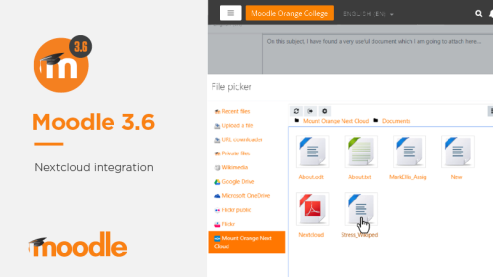 3.6
Moodle 3.6
Nextcloud integration
moodle
Moodle Orange College
ENGLISH (EN)
On this subject, I have found a very useful document which I am going to attach here...
File picker
Recent files
Upload a file
URL downloader
Private files
Wikimedia
Google Drive
Microsoft OneDrive
Flickr public
Flickr
Mount Orange Next Cloud
Mount Orange Next Cloud
Documents
About.odt
About.txt
New
Nextcloud